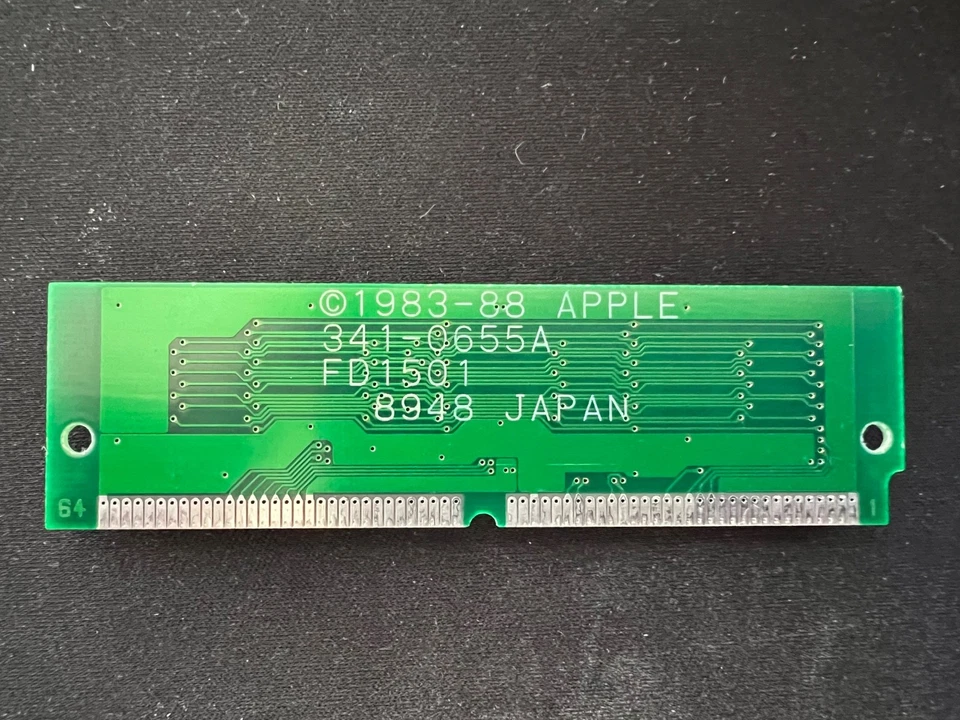 ©1983-88 APPLE
341-0655A
FD1501
8948 JAPAN
64 1